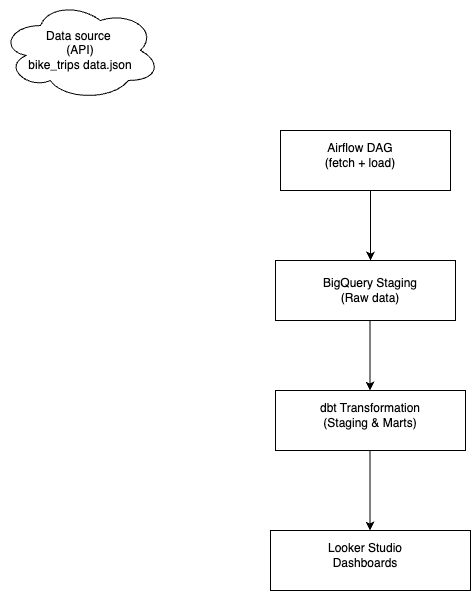 Data source
(API)
bike_trips data.json
Airflow DAG
(fetch + load)
BigQuery Staging
(Raw data)
dbt Transformation
(Staging & Marts)
Looker Studio
Dashboards